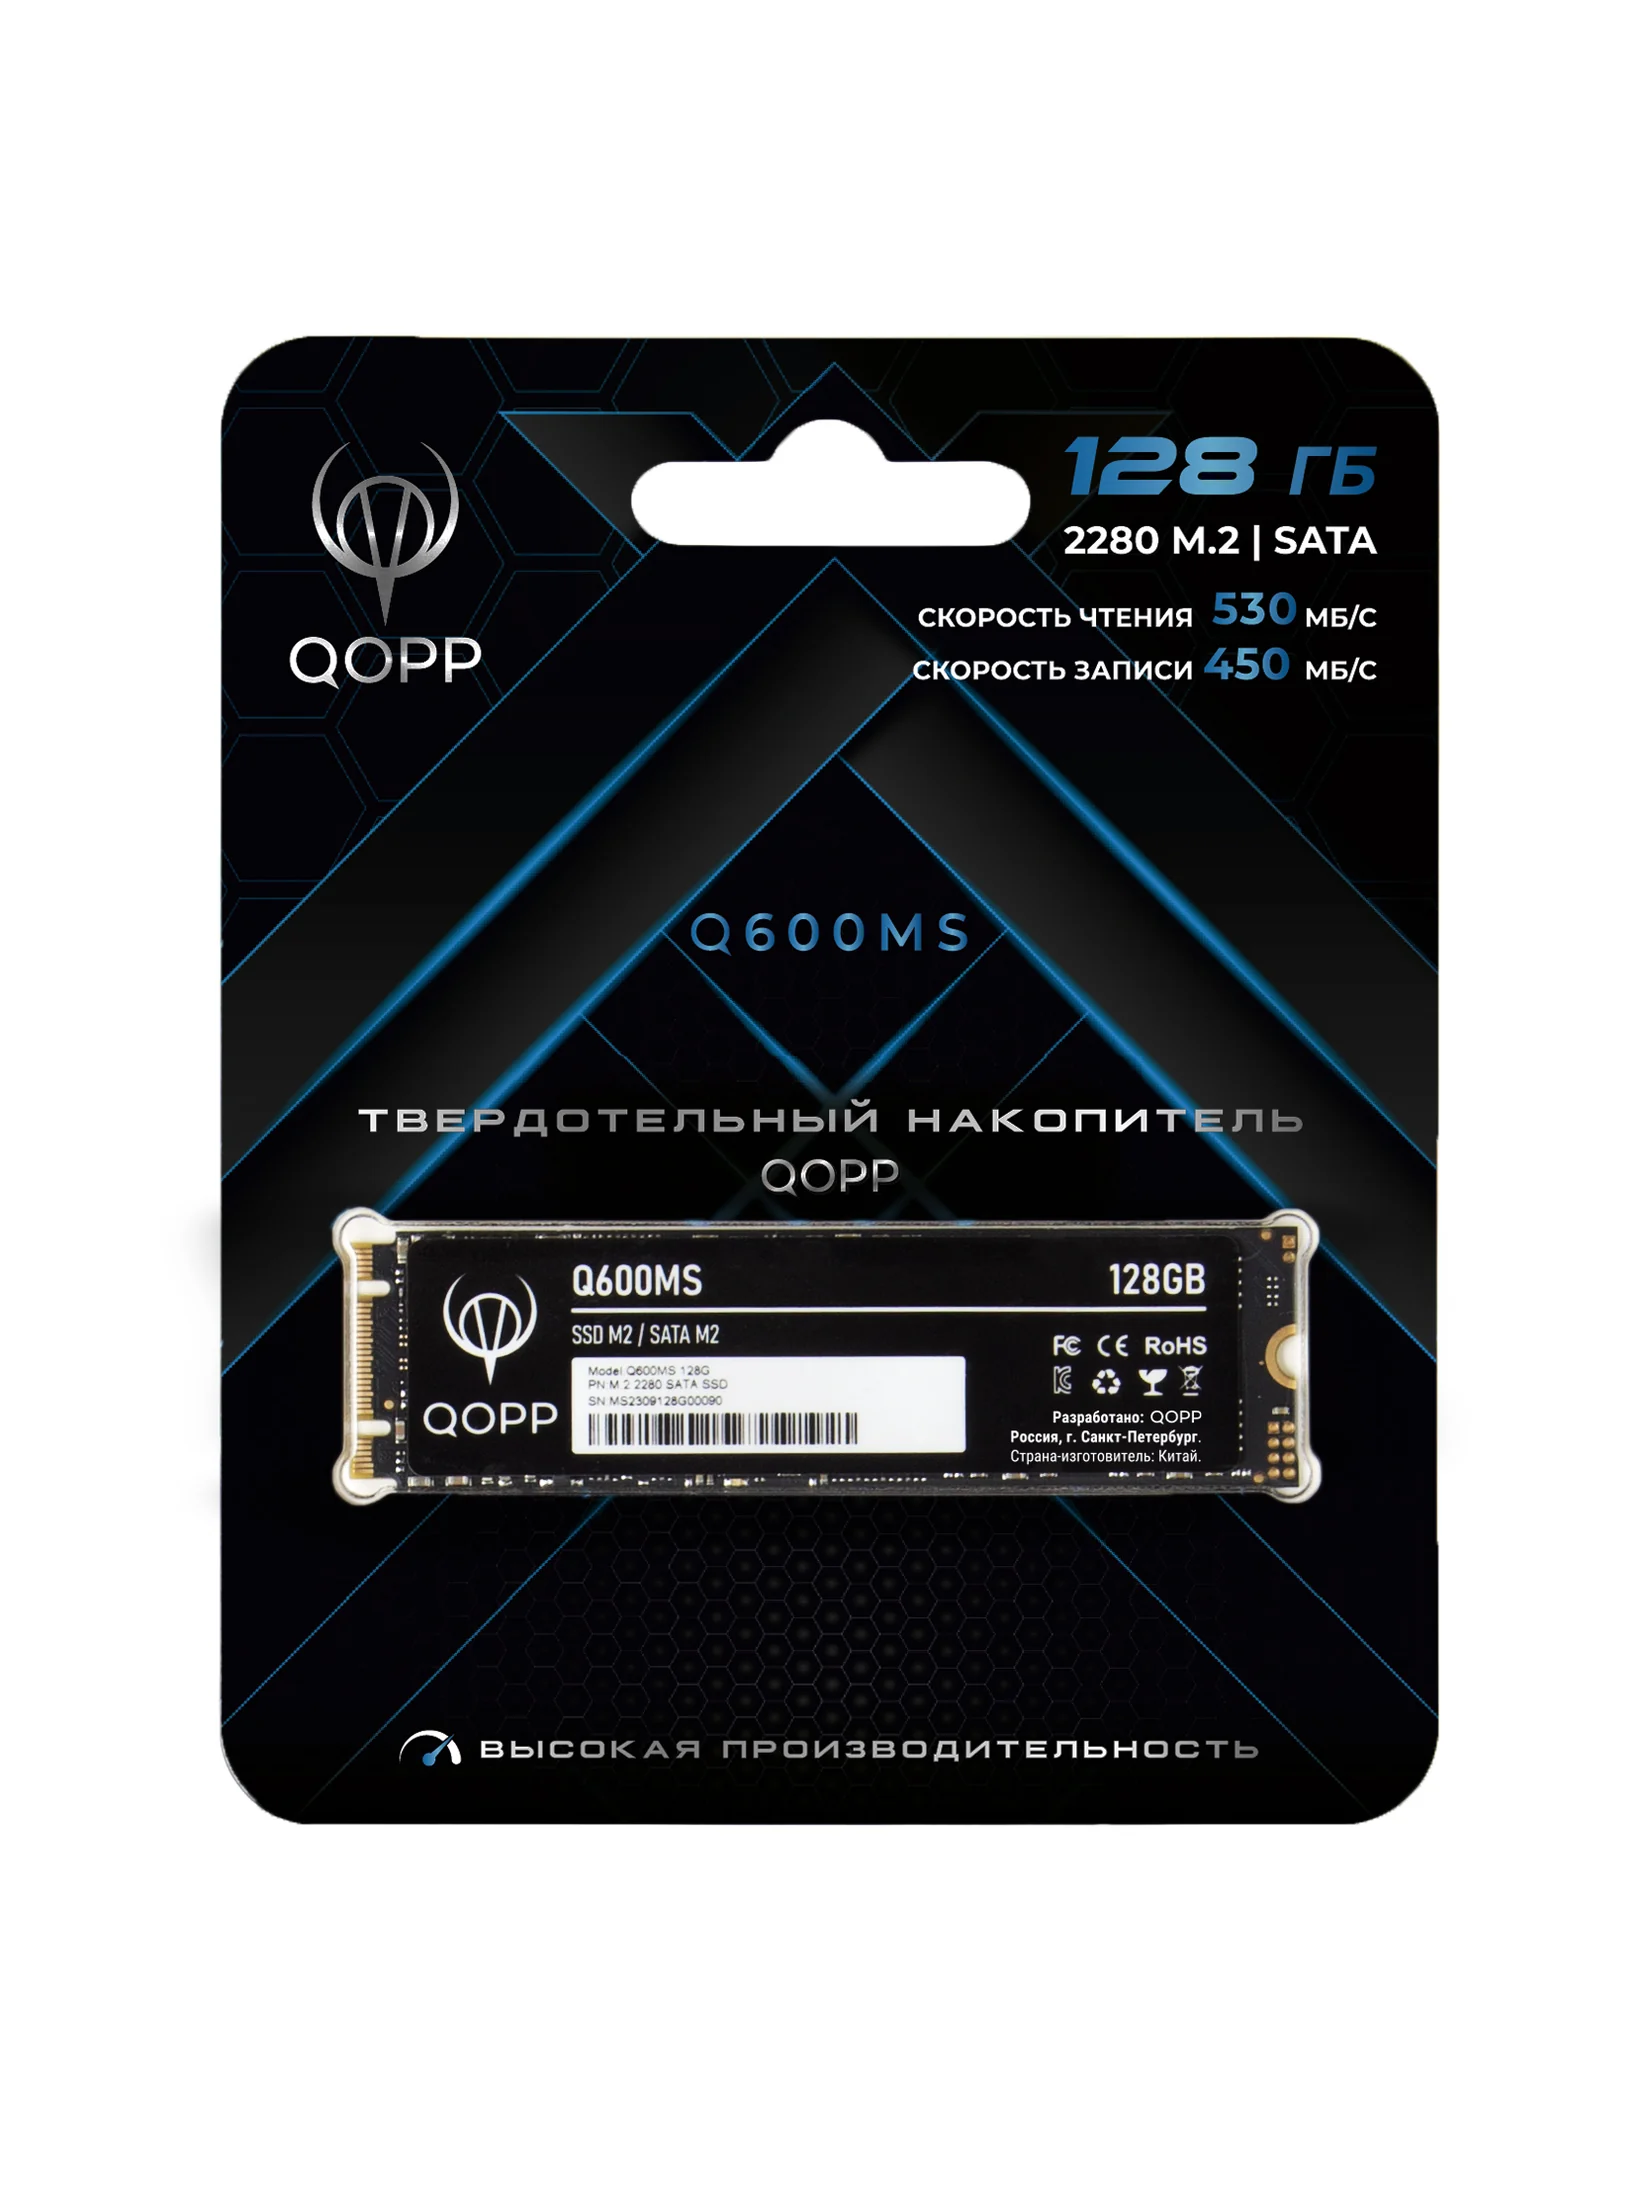 QOPP
128 ГБ
2280 M.2 | SATA
СКОРОСТЬ ЧТЕНИЯ 530 МБ/С
СКОРОСТЬ ЗАПИСИ 450 МБ/С
Q600MS
ТВЕРДОТЕЛЬНЫЙ НАКОПИТЕЛЬ
QOPP
Q600MS 128GB
SSD M2 / SATA M2
Model Q600MS 128G
PN:M.2 2280 SATA SSD
SN:MS2309128G00090
QOPP
FC CE RoHS
Разработано: QOPP
Россия, г. Санкт-Петербург.
Страна-изготовитель: Китай.
ВЫСОКАЯ ПРОИЗВОДИТЕЛЬНОСТЬ